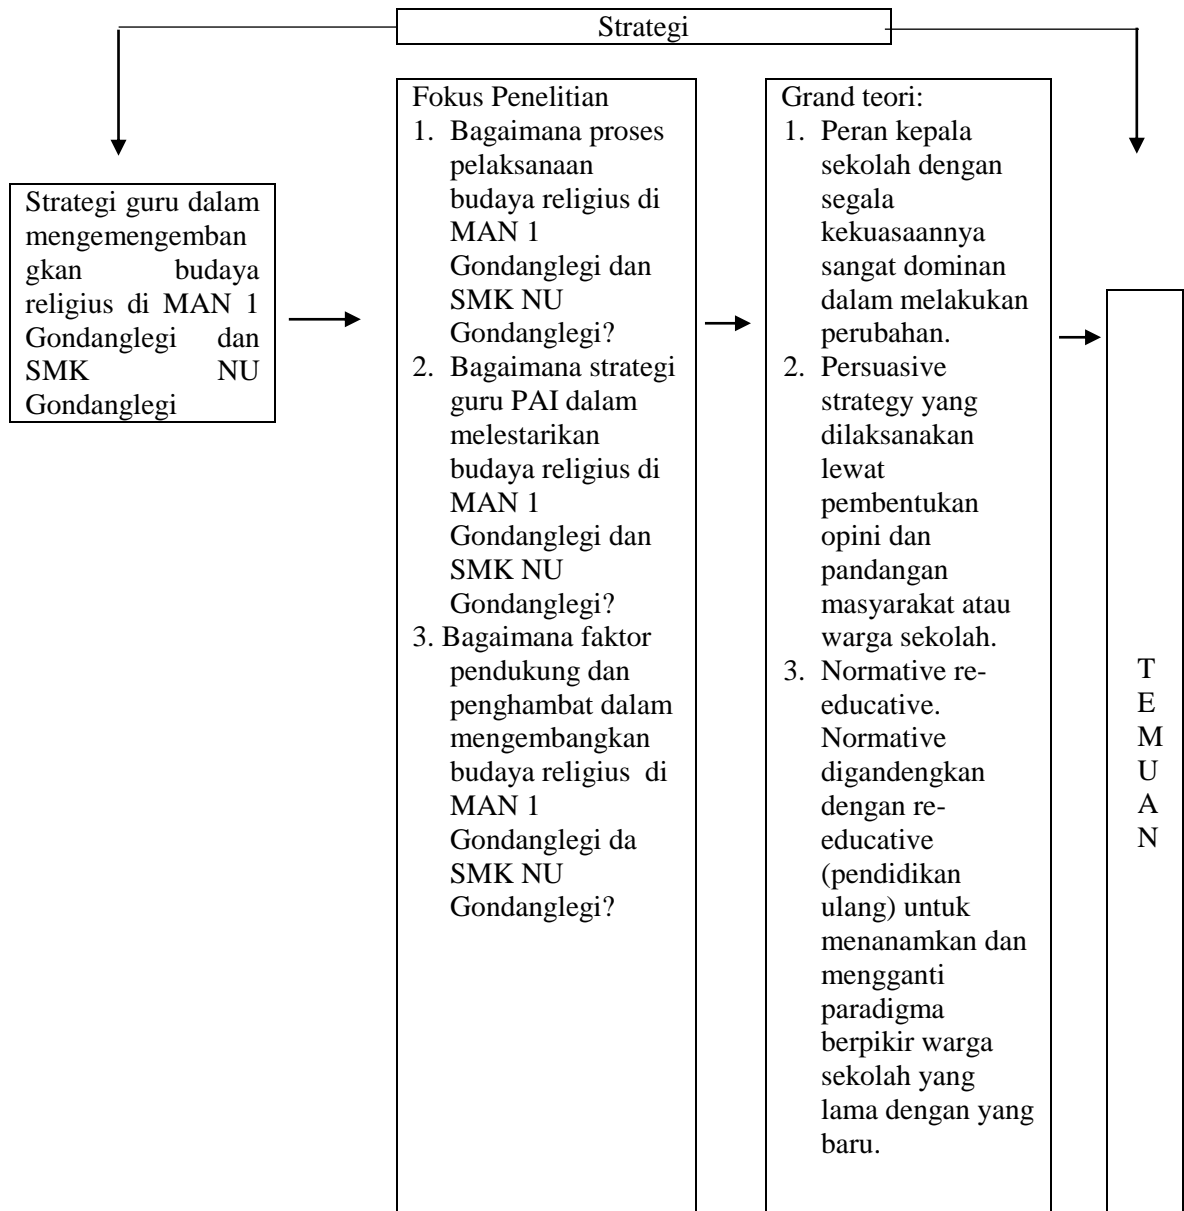 Strategi
Strategi guru dalam
mengemengemban
gkan budaya
religius di MAN 1
Gondanglegi dan
SMK NU
Gondanglegi
Fokus Penelitian
1. Bagaimana proses
pelaksanaan
budaya religius di
MAN 1
Gondanglegi dan
SMK NU
Gondanglegi?
2. Bagaimana strategi
guru PAI dalam
melestarikan
budaya religius di
MAN 1
Gondanglegi dan
SMK NU
Gondanglegi?
3. Bagaimana faktor
pendukung dan
penghambat dalam
mengembangkan
budaya religius di
MAN 1
Gondanglegi da
SMK NU
Gondanglegi?
Grand teori:
1. Peran kepala
sekolah dengan
segala
kekuasaannya
sangat dominan
dalam melakukan
perubahan.
2. Persuasive
strategy yang
dilaksanakan
lewat
pembentukan
opini dan
pandangan
masyarakat atau
warga sekolah.
3. Normative re-
educative.
Normative
digandengkan
dengan re-
educative
(pendidikan
ulang) untuk
menanamkan dan
mengganti
paradigma
berpikir warga
sekolah yang
lama dengan yang
baru.
T
E
M
U
A
N